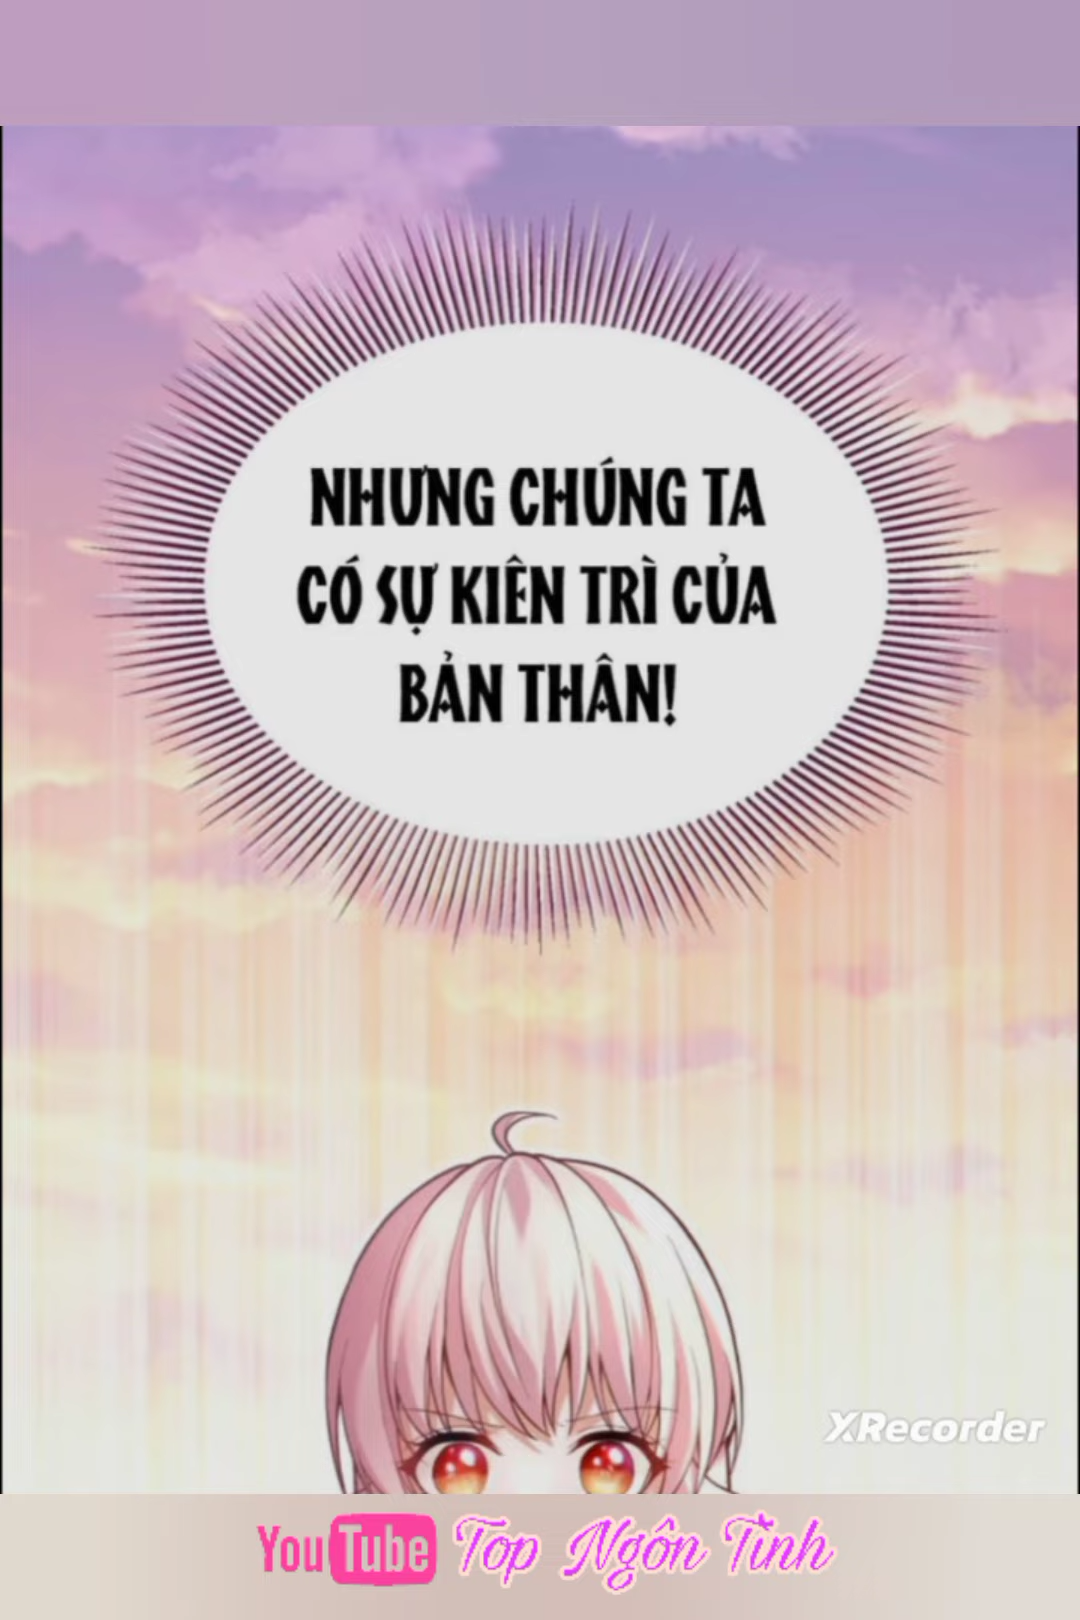 NHƯNG CHÚNG TA
CÓ SỰ KIÊN TRÌ CỦA
BẢN THÂN!
XRecorder
YouTube Top Ngôn Tình